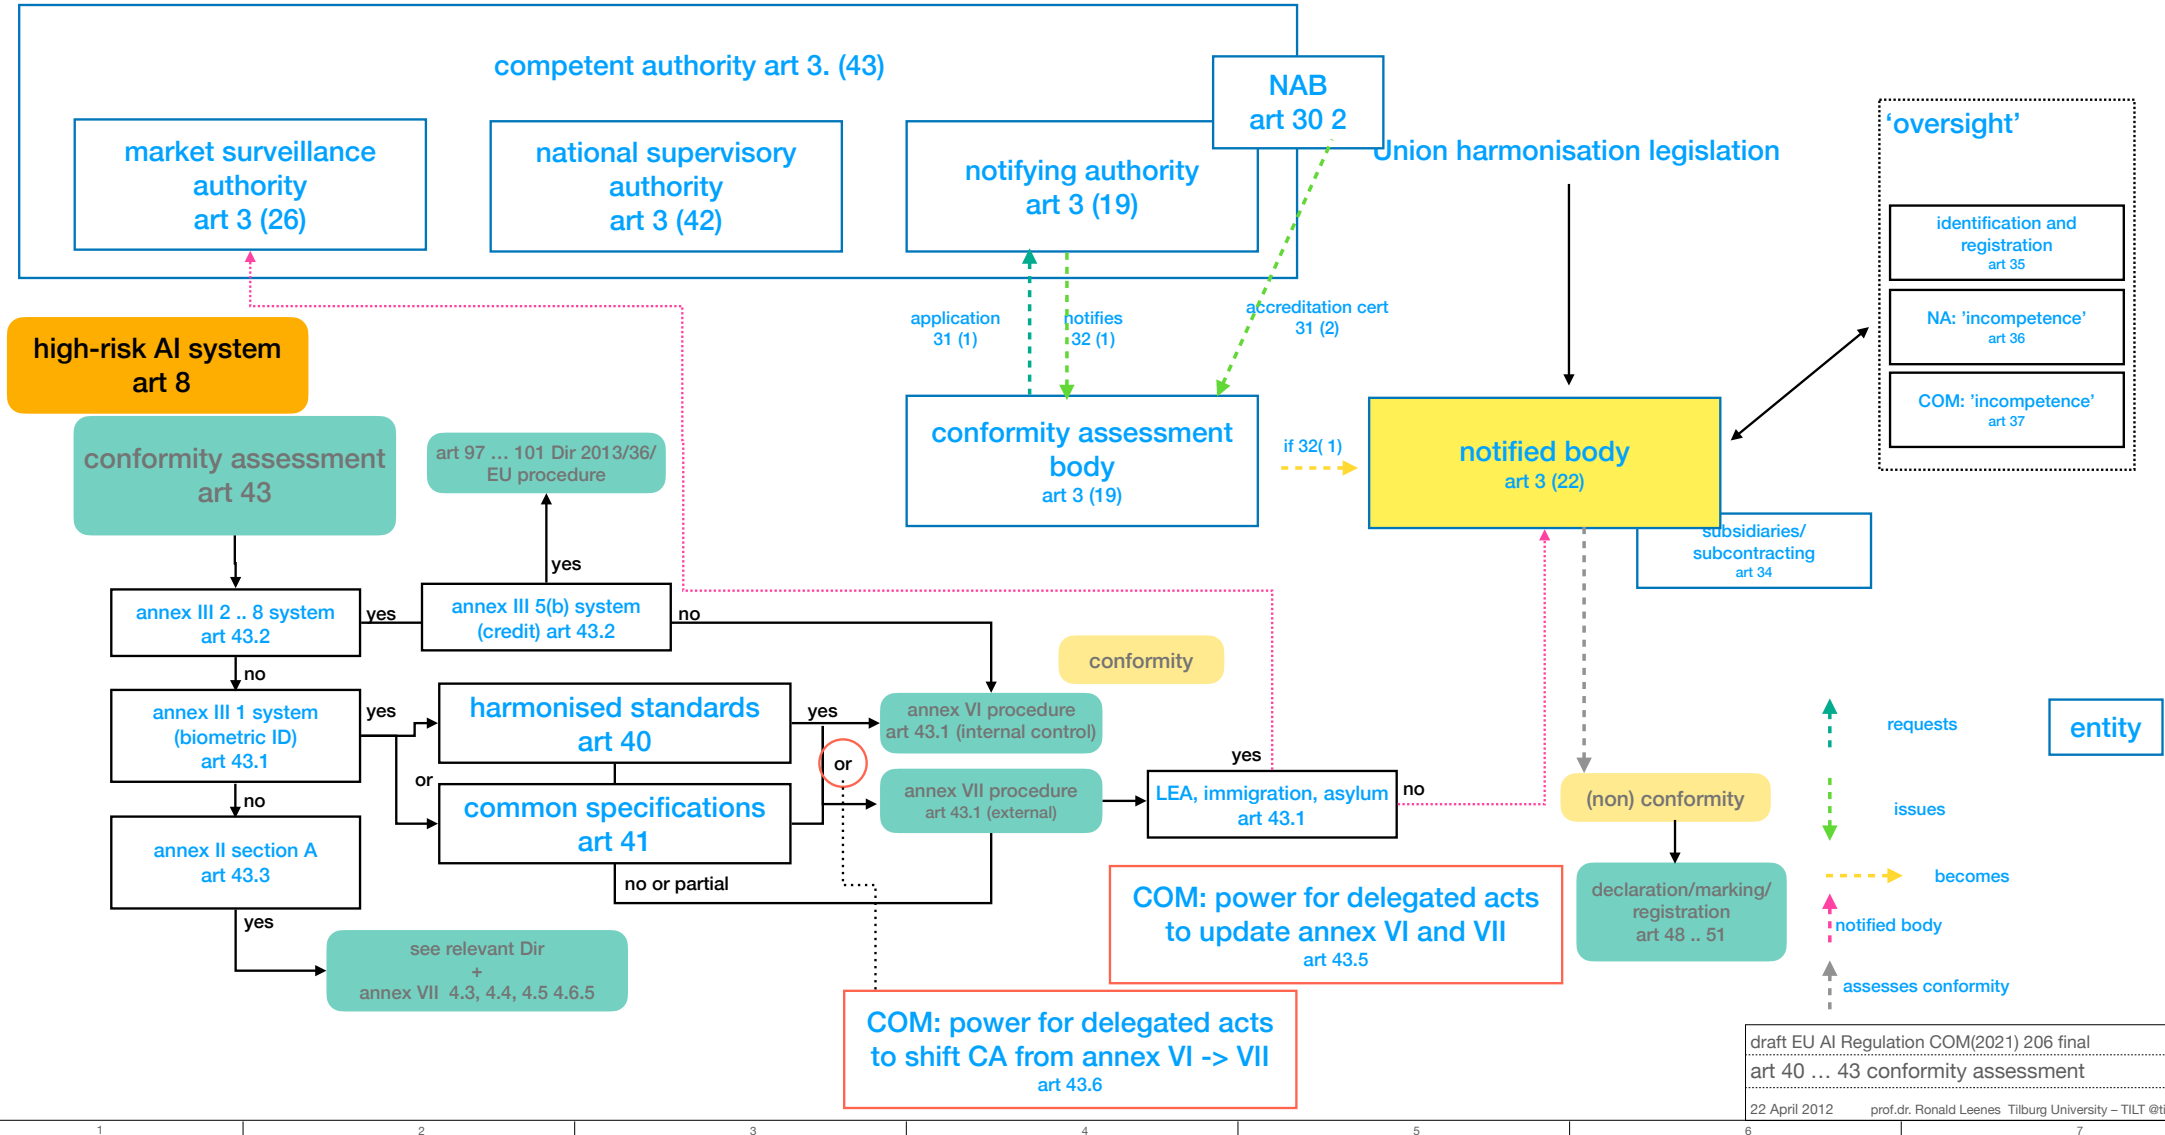 competent authority art 3. (43)
NAB
art 30 2
market surveillance
authority
art 3 (26)
national supervisory
authority
art 3 (42)
notifying authority
art 3 (19)
Union harmonisation legislation
'oversight'
identification and
registration
art 35
NA: 'incompetence'
art 36
COM: 'incompetence'
art 37
application
31 (1)
notifies
32 (1)
accreditation cert
31 (2)
high-risk AI system
art 8
conformity assessment
art 43
art 97 … 101 Dir 2013/36/
EU procedure
conformity assessment
body
art 3 (19)
if 32( 1)
notified body
art 3 (22)
subsidiaries/
subcontracting
art 34
yes
annex III 2 .. 8 system
art 43.2
yes
annex III 5(b) system
(credit) art 43.2
no
no
conformity
annex III 1 system
(biometric ID)
art 43.1
yes
or
harmonised standards
art 40
yes
or
annex VI procedure
art 43.1 (internal control)
no
common specifications
art 41
annex VII procedure
art 43.1 (external)
yes
LEA, immigration, asylum
art 43.1
no
(non) conformity
annex II section A
art 43.3
no or partial
yes
see relevant Dir
+
annex VII 4.3, 4.4, 4.5 4.6.5
COM: power for delegated acts
to update annex VI and VII
art 43.5
declaration/marking/
registration
art 48 .. 51
COM: power for delegated acts
to shift CA from annex VI -> VII
art 43.6
requests
entity
issues
becomes
notified body
assesses conformity
draft EU AI Regulation COM(2021) 206 final
art 40 … 43 conformity assessment
22 April 2012 prof.dr. Ronald Leenes Tilburg University – TILT @ti
1 2 3 4 5 6 7